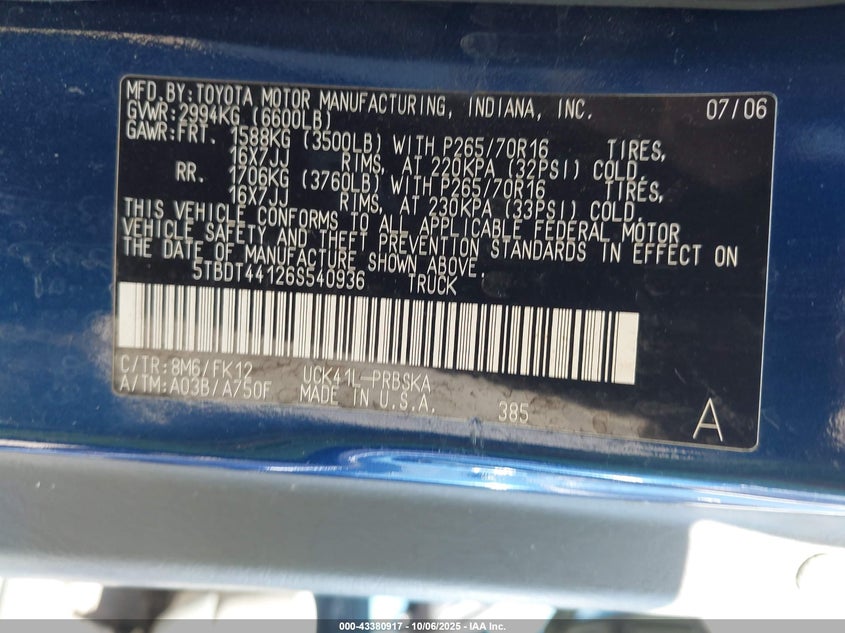 MFD.BY:TOYOTA MOTOR MANUFACTURING, INDIANA, INC. 07/06
GVWR:2994KG (6600LB)
GAWR:FRT. 1588KG (3500LB) WITH P265/70R16 TIRES,
16X7JJ RIMS, AT 220KPA (32PSI) COLD.
RR. 1706KG (3760LB) WITH P265/70R16 TIRES,
16X7JJ RIMS, AT 230KPA (33PSI) COLD.
THIS VEHICLE CONFORMS TO ALL APPLICABLE FEDERAL MOTOR
VEHICLE SAFETY AND THEFT PREVENTION STANDARDS IN EFFECT ON
THE DATE OF MANUFACTURE SHOWN ABOVE.
5TBDT44126S540936 TRUCK
C/TR:8M6/FK12 UCK41L-PRBSKA
A/TM:A03B/A750F MADE IN U.S.A. 385 A
000-43380917 - 10/06/2025 - IAA Inc.